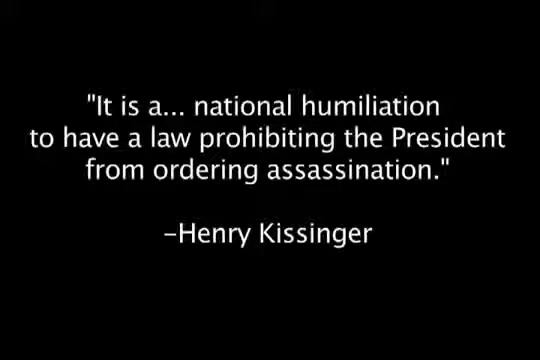 "It is a... national humiliation
to have a law prohibiting the President
from ordering assassination."
–Henry Kissinger